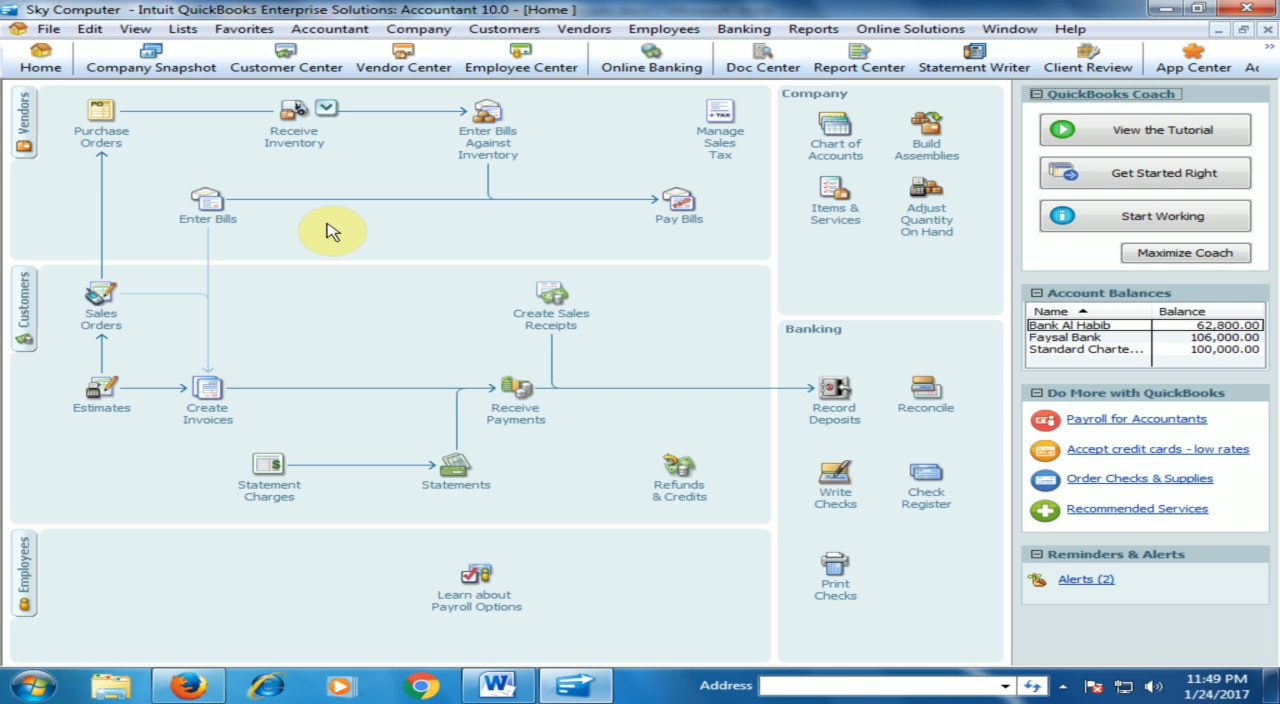 Sky Computer - Intuit QuickBooks Enterprise Solutions: Accountant 10.0 - [Home ]
File Edit View Lists Favorites Accountant Company Customers Vendors Employees Banking Reports Online Solutions Window Help
Home Company Snapshot Customer Center Vendor Center Employee Center Online Banking Doc Center Report Center Statement Writer Client Review App Center
Vendors
PO
Purchase
Orders
Receive
Inventory
Enter Bills
Against
Inventory
+ TAX
Manage
Sales
Tax
Enter Bills
PAID
Pay Bills
Customers
Sales
Orders
Create Sales
Receipts
Estimates
Create
Invoices
Receive
Payments
Statement
Charges
Statements
Refunds
& Credits
Employees
Learn about
Payroll Options
Company
Chart of
Accounts
Build
Assemblies
Items &
Services
Adjust
Quantity
On Hand
Banking
Record
Deposits
Reconcile
Write
Checks
Check
Register
Print
Checks
QuickBooks Coach
View the Tutorial
Get Started Right
Start Working
Maximize Coach
Account Balances
Name Balance
Bank Al Habib 62,800.00
Faysal Bank 106,000.00
Standard Charte... 100,000.00
Do More with QuickBooks
Payroll for Accountants
Accept credit cards - low rates
Order Checks & Supplies
Recommended Services
Reminders & Alerts
Alerts (2)
Address
11:49 PM
1/24/2017